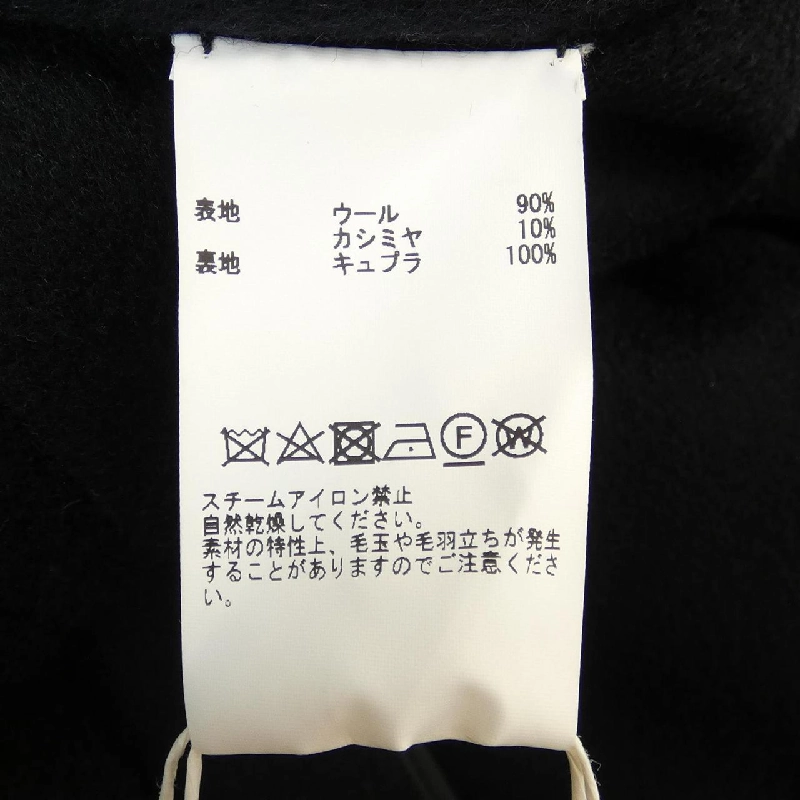 表地 ウール 90%
カシミヤ 10%
裏地 キュプラ 100%
F W
スチームアイロン禁止
自然乾燥してください。
素材の特性上、毛玉や毛羽立ちが発生
することがありますのでご注意くださ
い。